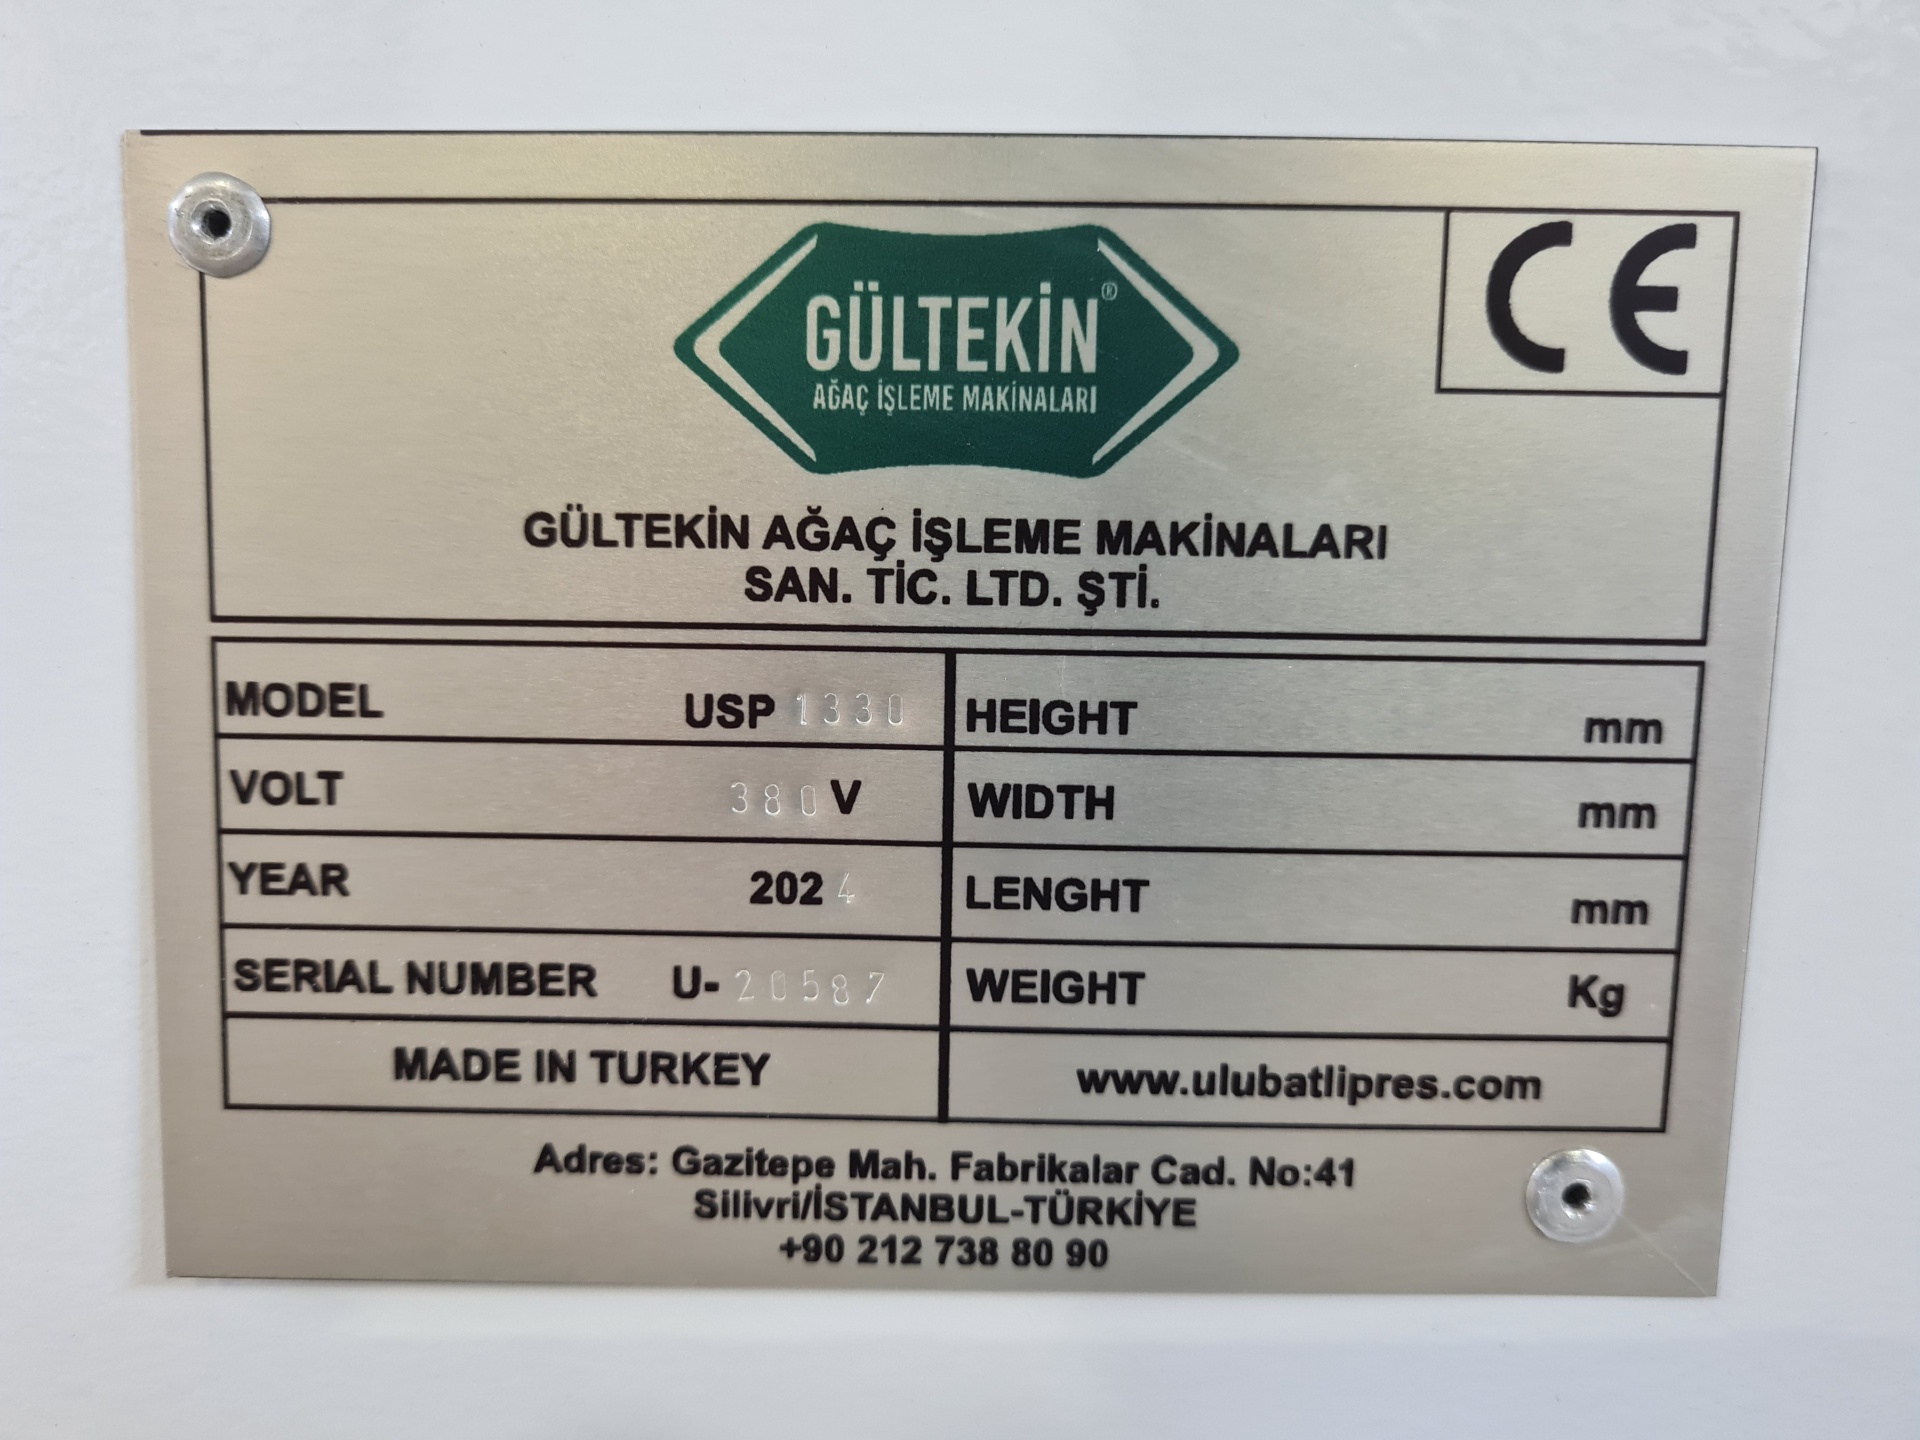 GÜLTEKİN®
AĞAÇ İŞLEME MAKİNALARI
CE
GÜLTEKİN AĞAÇ İŞLEME MAKİNALARI
SAN. TİC. LTD. ŞTİ.
MODEL USP 1330
VOLT 380 V
YEAR 2024
SERIAL NUMBER U-20587
MADE IN TURKEY
HEIGHT mm
WIDTH mm
LENGHT mm
WEIGHT Kg
www.ulubatlipres.com
Adres: Gazitepe Mah. Fabrikalar Cad. No:41
Silivri/İSTANBUL-TÜRKİYE
+90 212 738 80 90